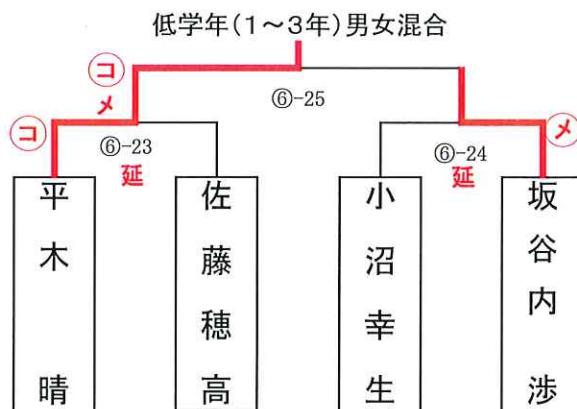 低学年(1~3年)男女混合
㋙
メ
⑥-25
㋙
⑥-23
延
⑥-24
延
㋱
平木 晴
佐藤穂高
小沼幸生
坂谷内 渉